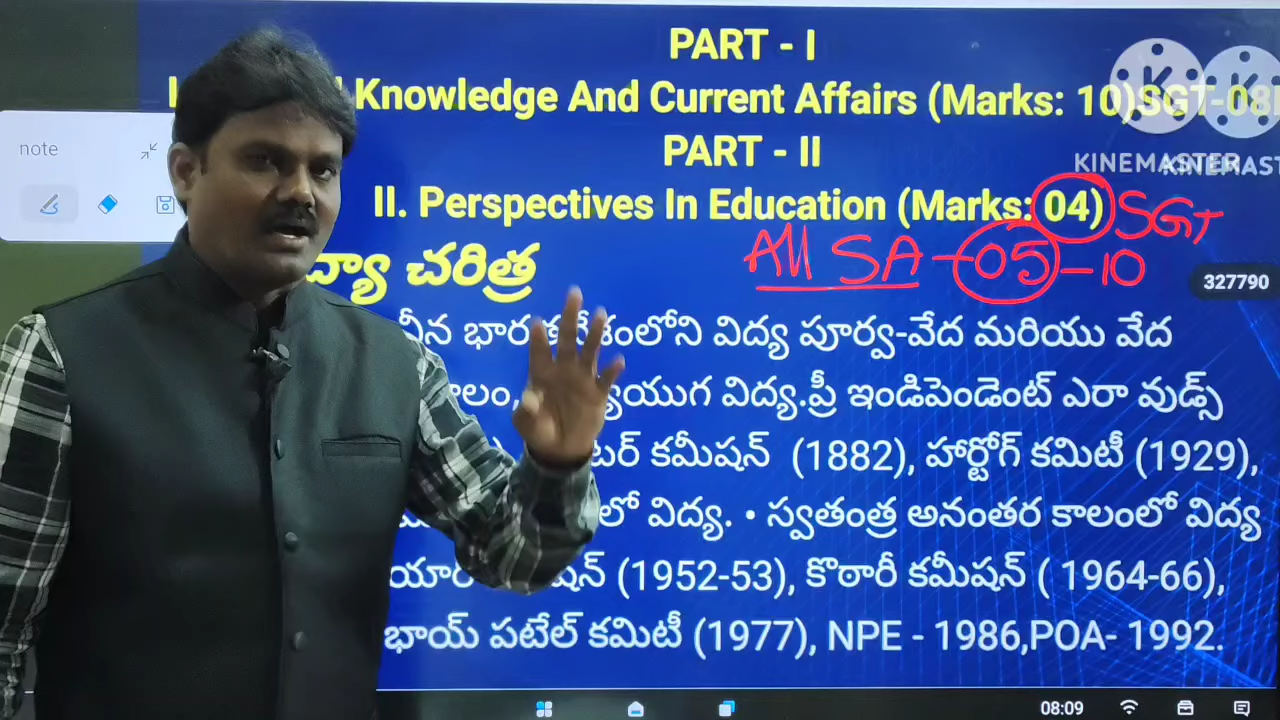 PART - I
Knowledge And Current Affairs (Marks: 10)SGT-08
note
PART - II
KINEMASTER
KINEMAST
II. Perspectives In Education (Marks: 04) SGT
చరిత్ర All SA - 05 - 10
327790
భారతదేశంలోని విద్య పూర్వ-వేద మరియు వేద
విద్య.ప్రీ ఇండిపెండెంట్ ఎరా వుడ్స్
కమీషన్ (1882), హార్టోగ్ కమిటీ (1929),
లో విద్య. • స్వతంత్ర అనంతర కాలంలో విద్య
(1952-53), కొఠారీ కమీషన్ ( 1964-66),
భాయ్ పటేల్ కమిటీ (1977), NPE - 1986,POA- 1992.
08:09